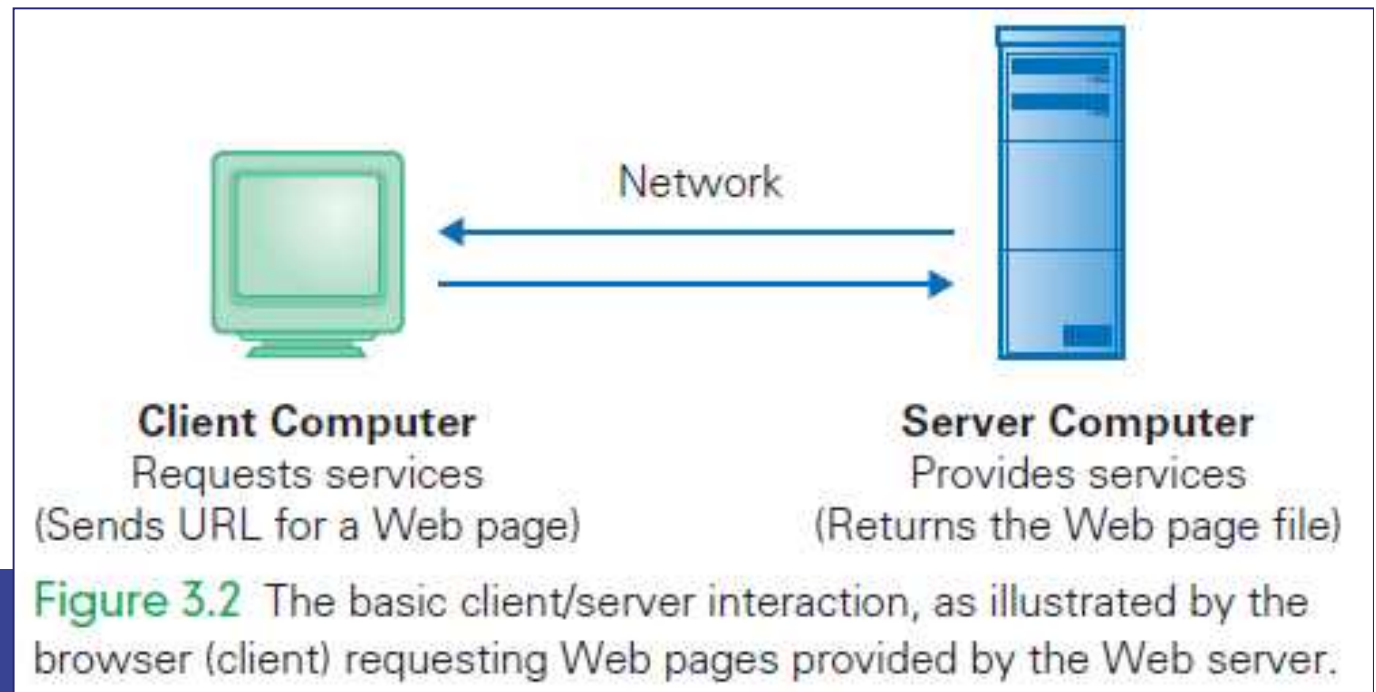 Network
Client Computer
Requests services
(Sends URL for a Web page)
Server Computer
Provides services
(Returns the Web page file)
Figure 3.2 The basic client/server interaction, as illustrated by the
browser (client) requesting Web pages provided by the Web server.